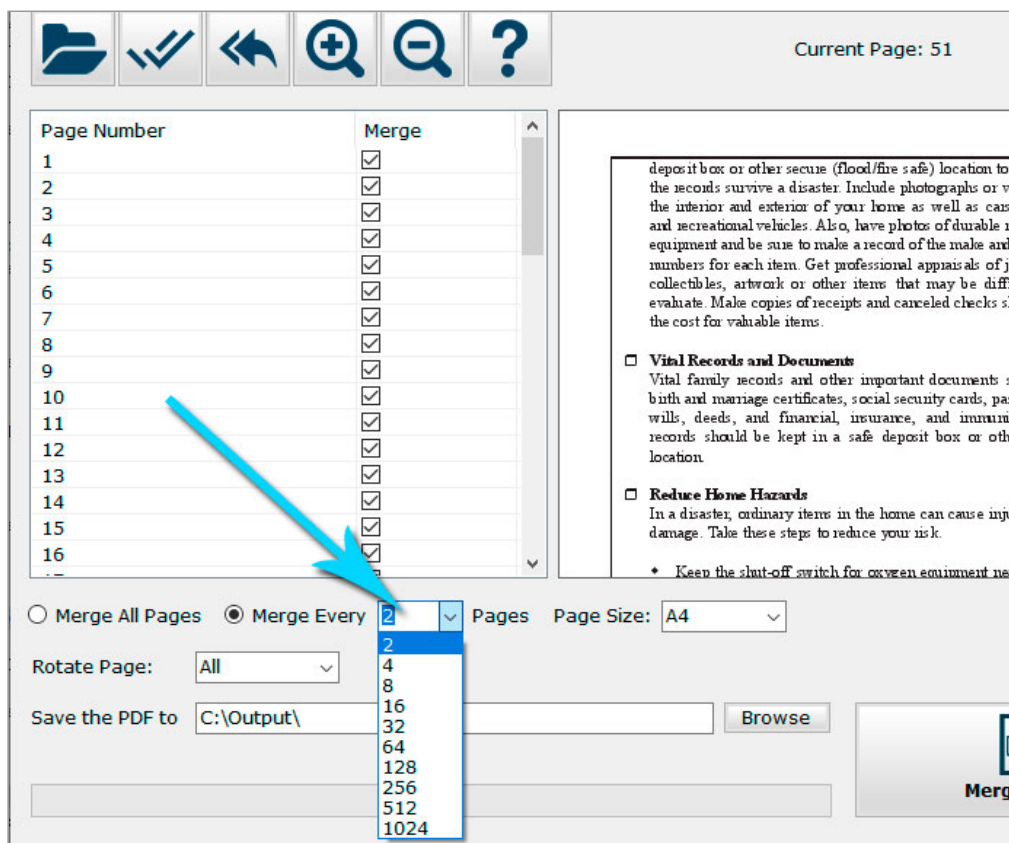 Current Page: 51
Page Number Merge
1
2
3
4
5
6
7
8
9
10
11
12
13
14
15
16
deposit box or other secure (flood/fire safe) location to
the records survive a disaster. Include photographs or v
the interior and exterior of your home as well as cars
and recreational vehicles. Also, have photos of durable
equipment and be sure to make a record of the make and
numbers for each item. Get professional appraisals of j
collectibles, artwork or other items that may be diff
evaluate. Make copies of receipts and canceled checks s
the cost for valuable items.
Vital Records and Documents
Vital family records and other important documents s
birth and marriage certificates, social security cards, pa
wills, deeds, and financial, insurance, and immuni
records should be kept in a safe deposit box or oth
location.
Reduce Home Hazards
In a disaster, ordinary items in the home can cause inju
damage. Take these steps to reduce your risk.
• Keep the shut-off switch for oxygen equipment ne
Merge All Pages Merge Every 2 Pages Page Size: A4
2
4
8
16
32
64
128
256
512
1024
Rotate Page: All
Save the PDF to C:\Output\ Browse
Merg